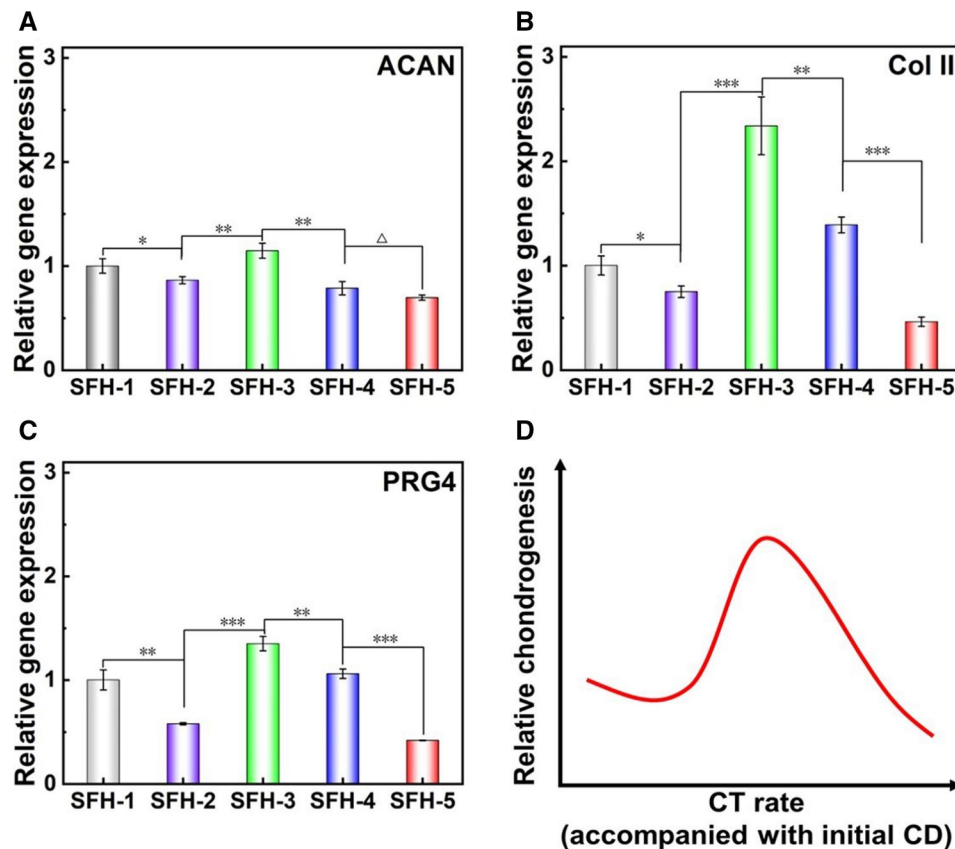 A
Relative gene expression
3
2
1
0
ACAN
*
**
**
△
SFH-1 SFH-2 SFH-3 SFH-4 SFH-5
B
Relative gene expression
3
2
1
0
Col II
*
***
**
***
SFH-1 SFH-2 SFH-3 SFH-4 SFH-5
C
Relative gene expression
3
2
1
0
PRG4
**
***
**
***
SFH-1 SFH-2 SFH-3 SFH-4 SFH-5
D
Relative chondrogenesis
CT rate
(accompanied with initial CD)